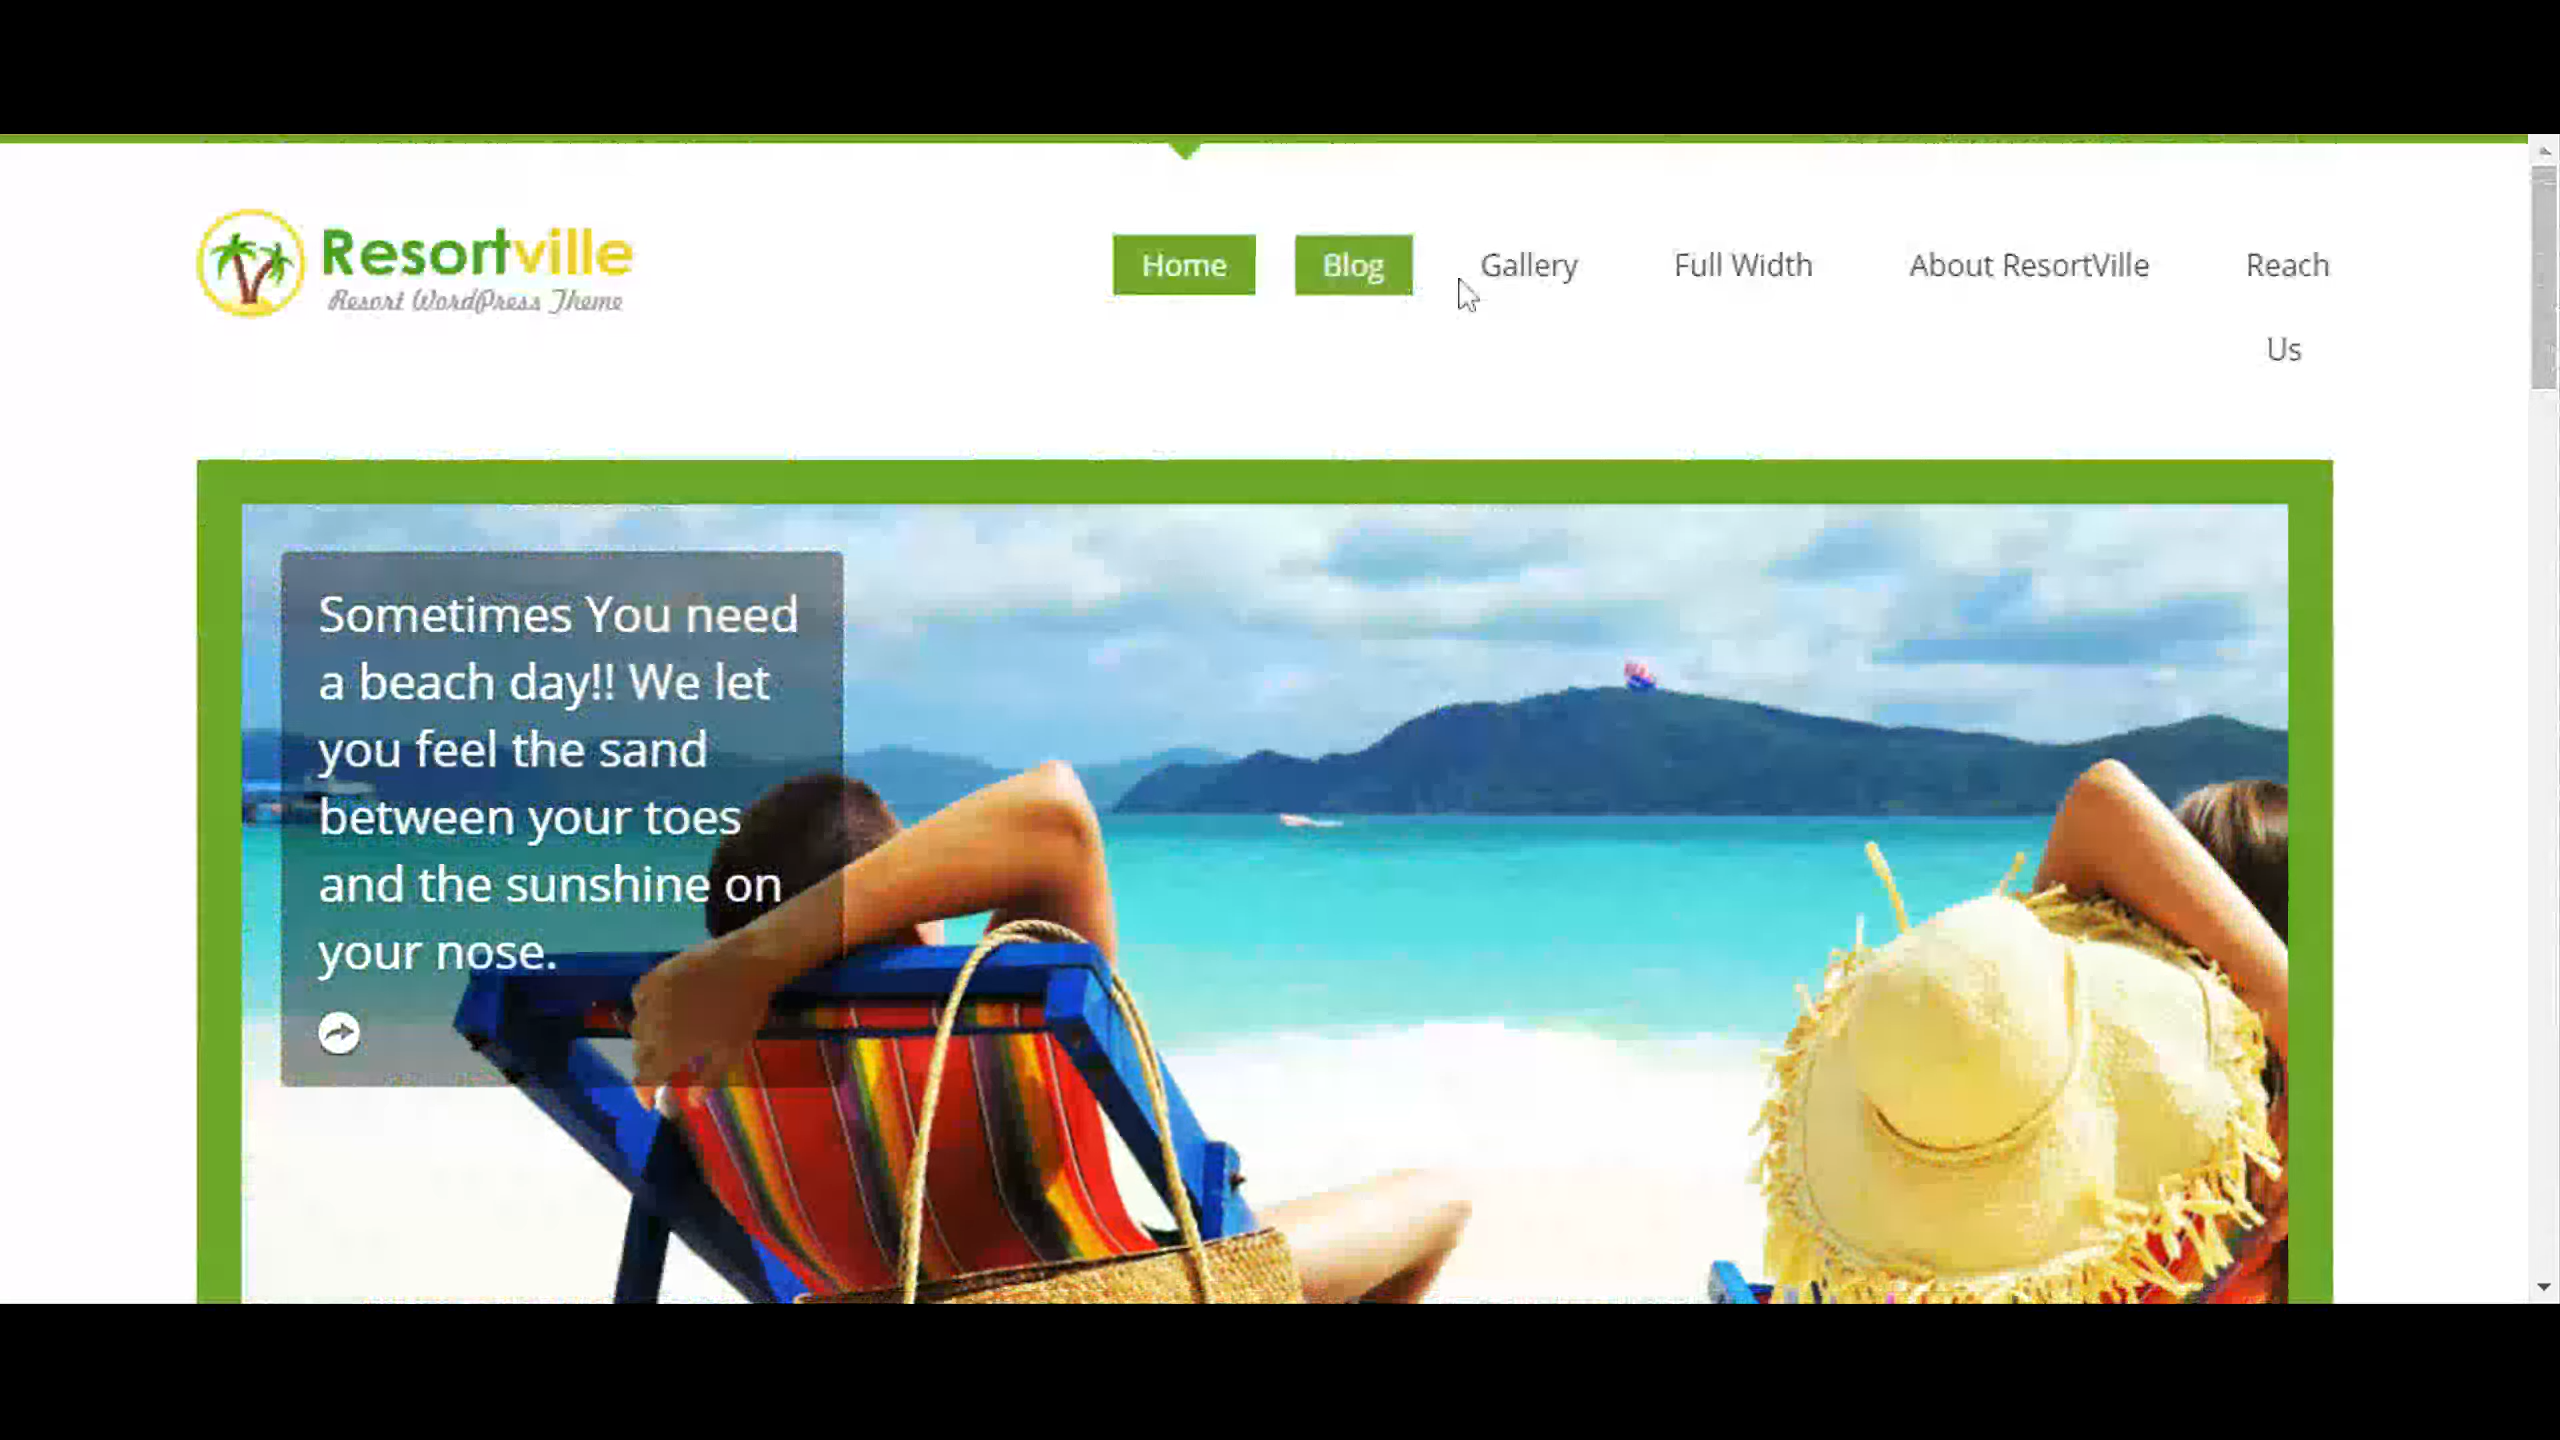 Resortville
Resort WordPress Theme
Home Blog Gallery Full Width About ResortVille Reach
Us
Sometimes You need
a beach day!! We let
you feel the sand
between your toes
and the sunshine on
your nose.